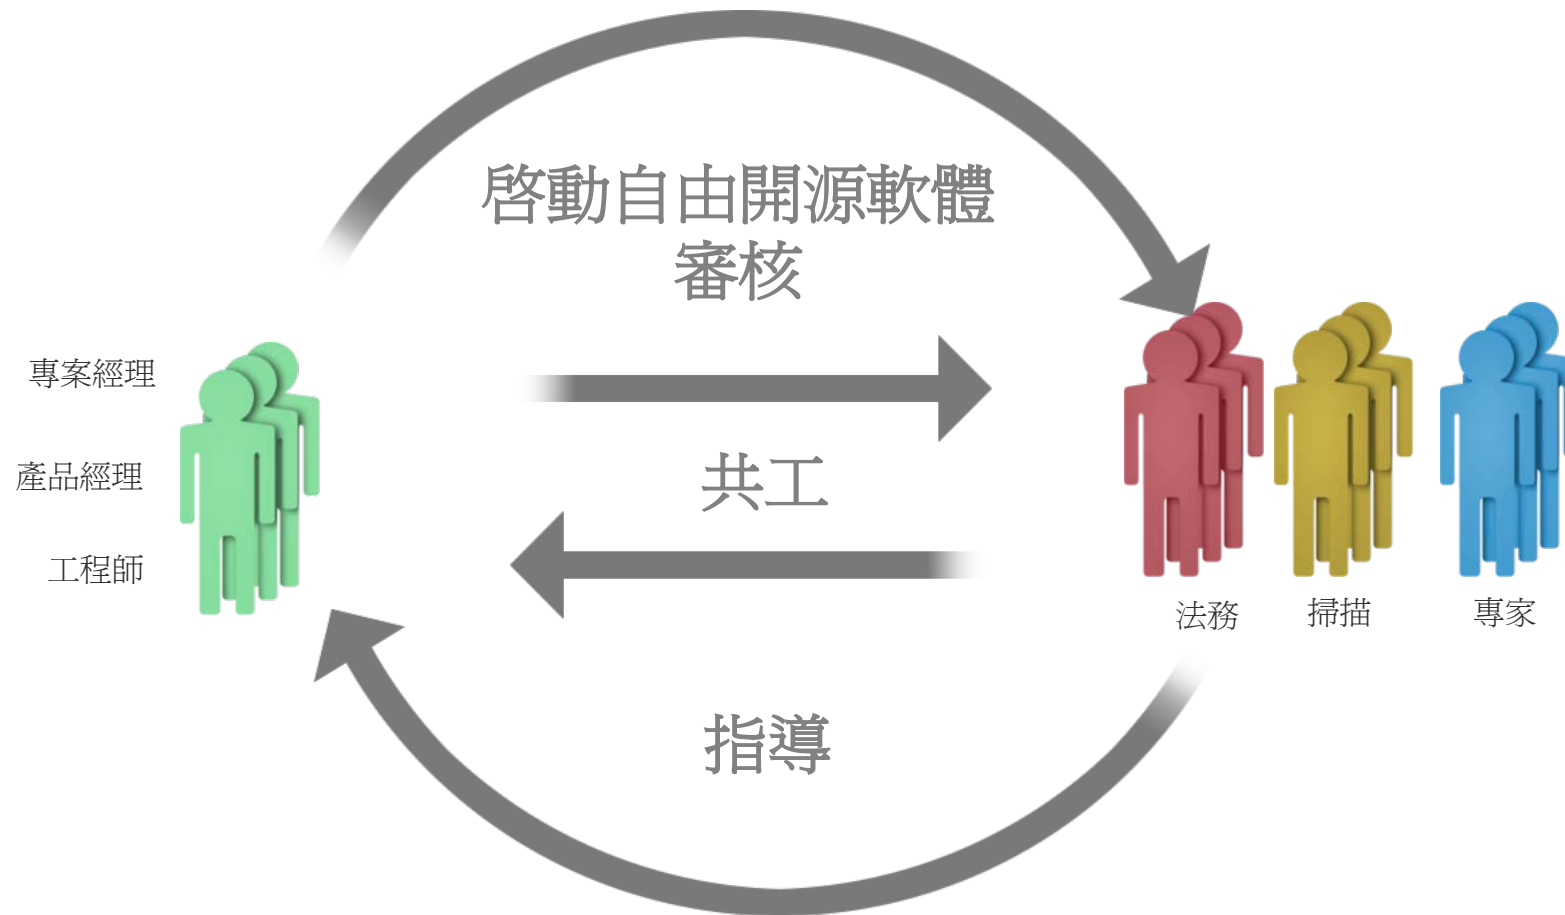 啓動自由開源軟體
審核
專案經理
共工
產品經理
工程師
法務
掃描
專家
指導